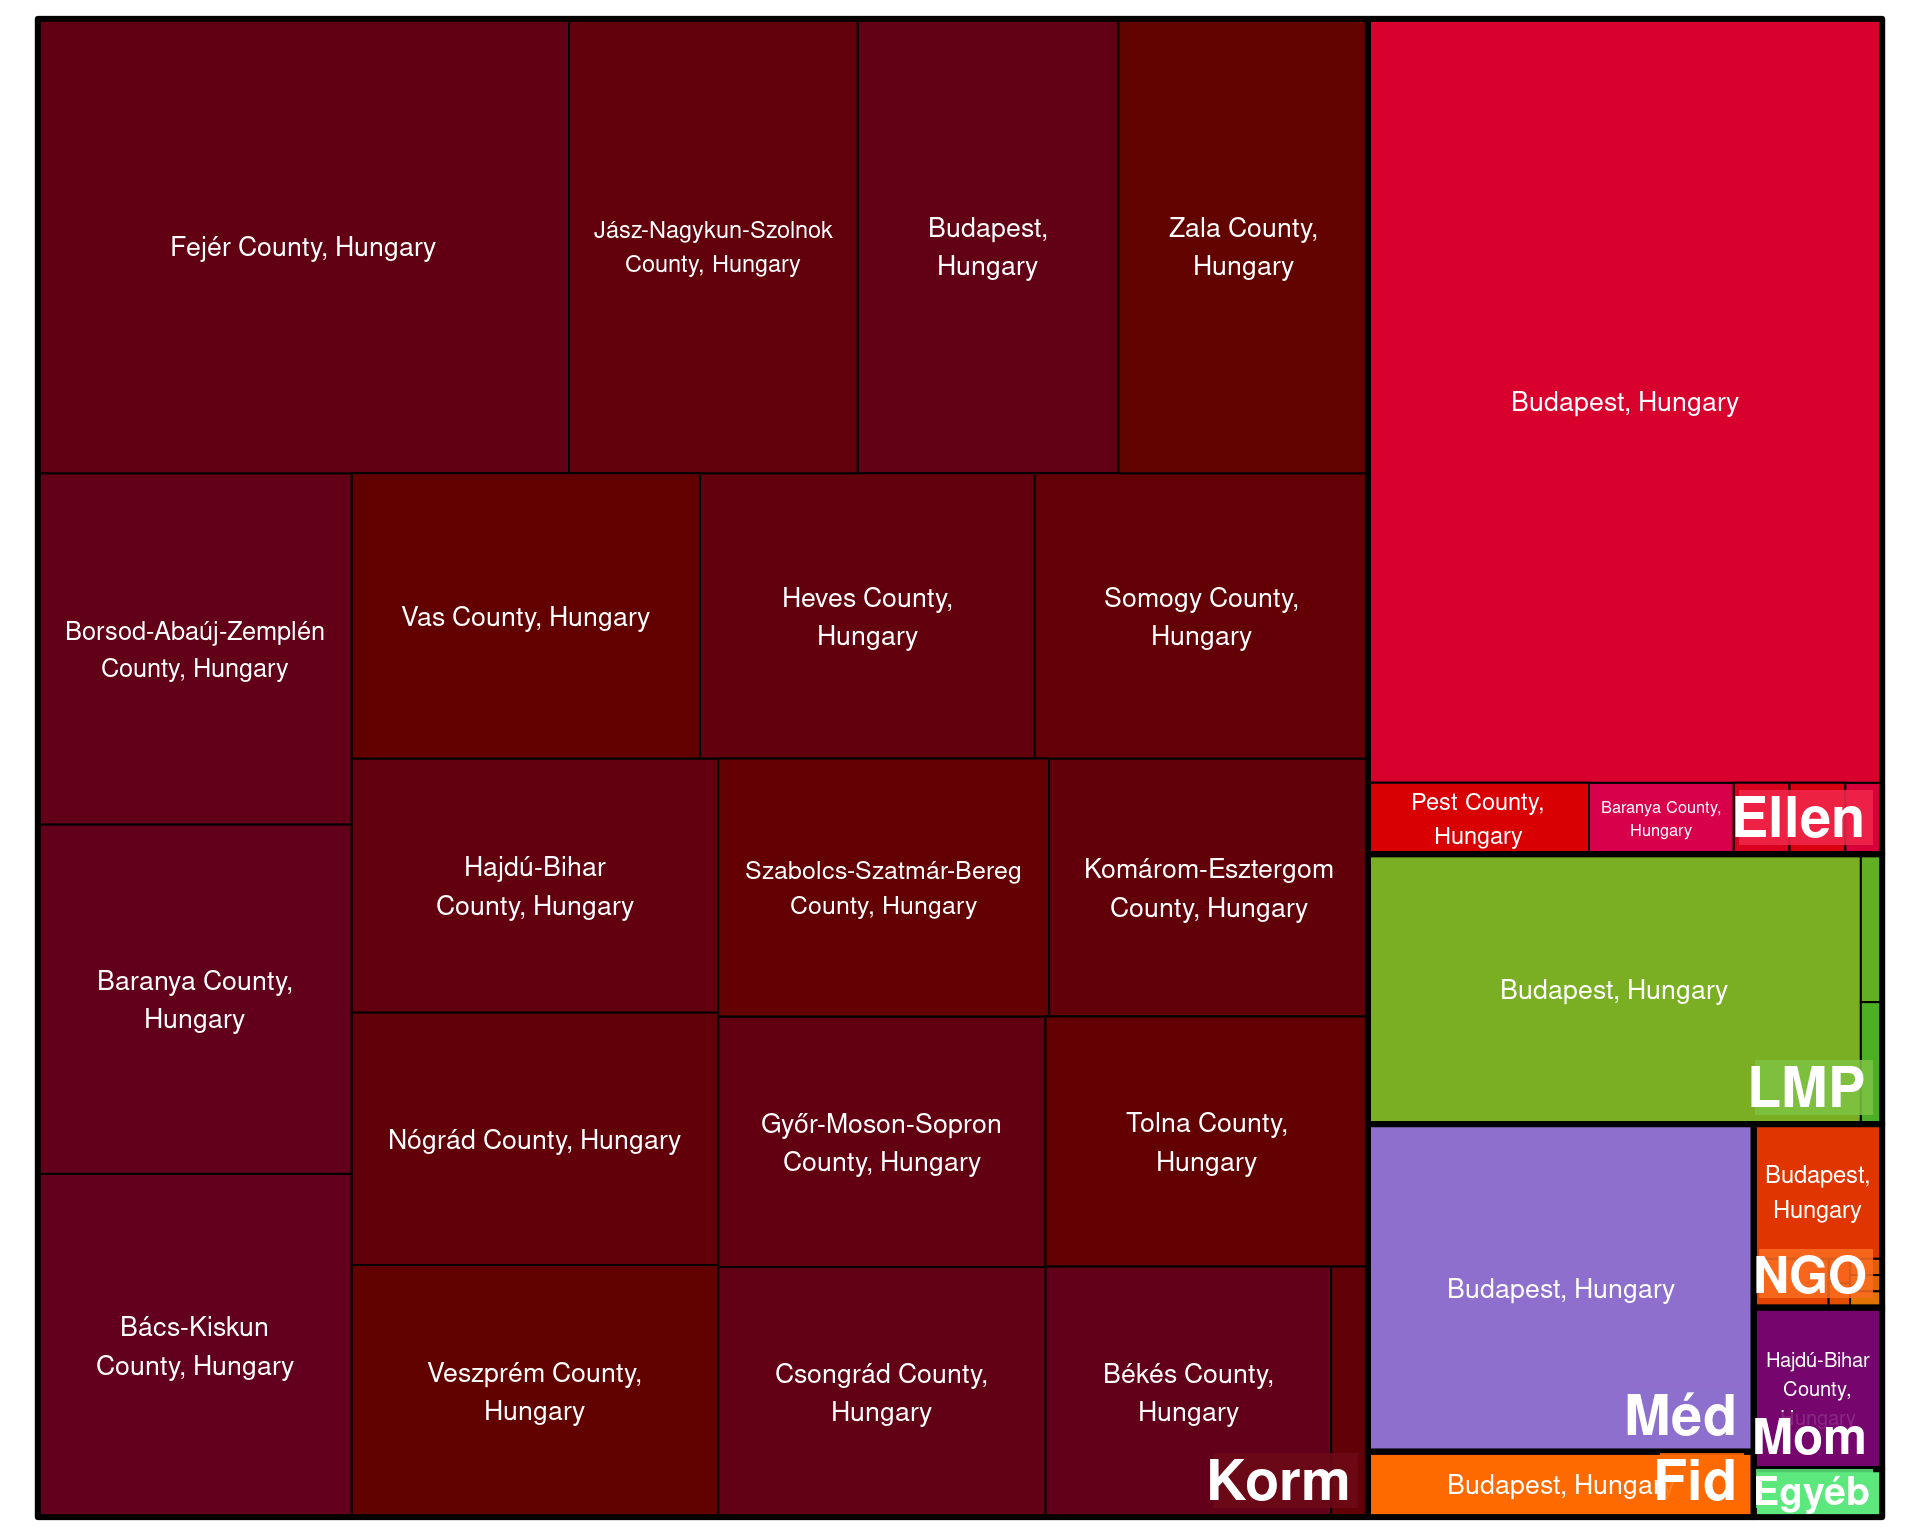 Fejér County, Hungary
Jász-Nagykun-Szolnok
County, Hungary
Budapest,
Hungary
Zala County,
Hungary
Borsod-Abaúj-Zemplén
County, Hungary
Vas County, Hungary
Heves County,
Hungary
Somogy County,
Hungary
Hajdú-Bihar
County, Hungary
Szabolcs-Szatmár-Bereg
County, Hungary
Komárom-Esztergom
County, Hungary
Baranya County,
Hungary
Nógrád County, Hungary
Győr-Moson-Sopron
County, Hungary
Tolna County,
Hungary
Bács-Kiskun
County, Hungary
Veszprém County,
Hungary
Csongrád County,
Hungary
Békés County,
Hungary
Korm
Budapest, Hungary
Pest County,
Hungary
Baranya County,
Hungary
Ellen
Budapest, Hungary
LMP
Budapest, Hungary
Méd
Budapest,
Hungary
NGO
Hajdú-Bihar
County,
Hungary
Mom
Budapest, Hungary
Fid
Egyéb